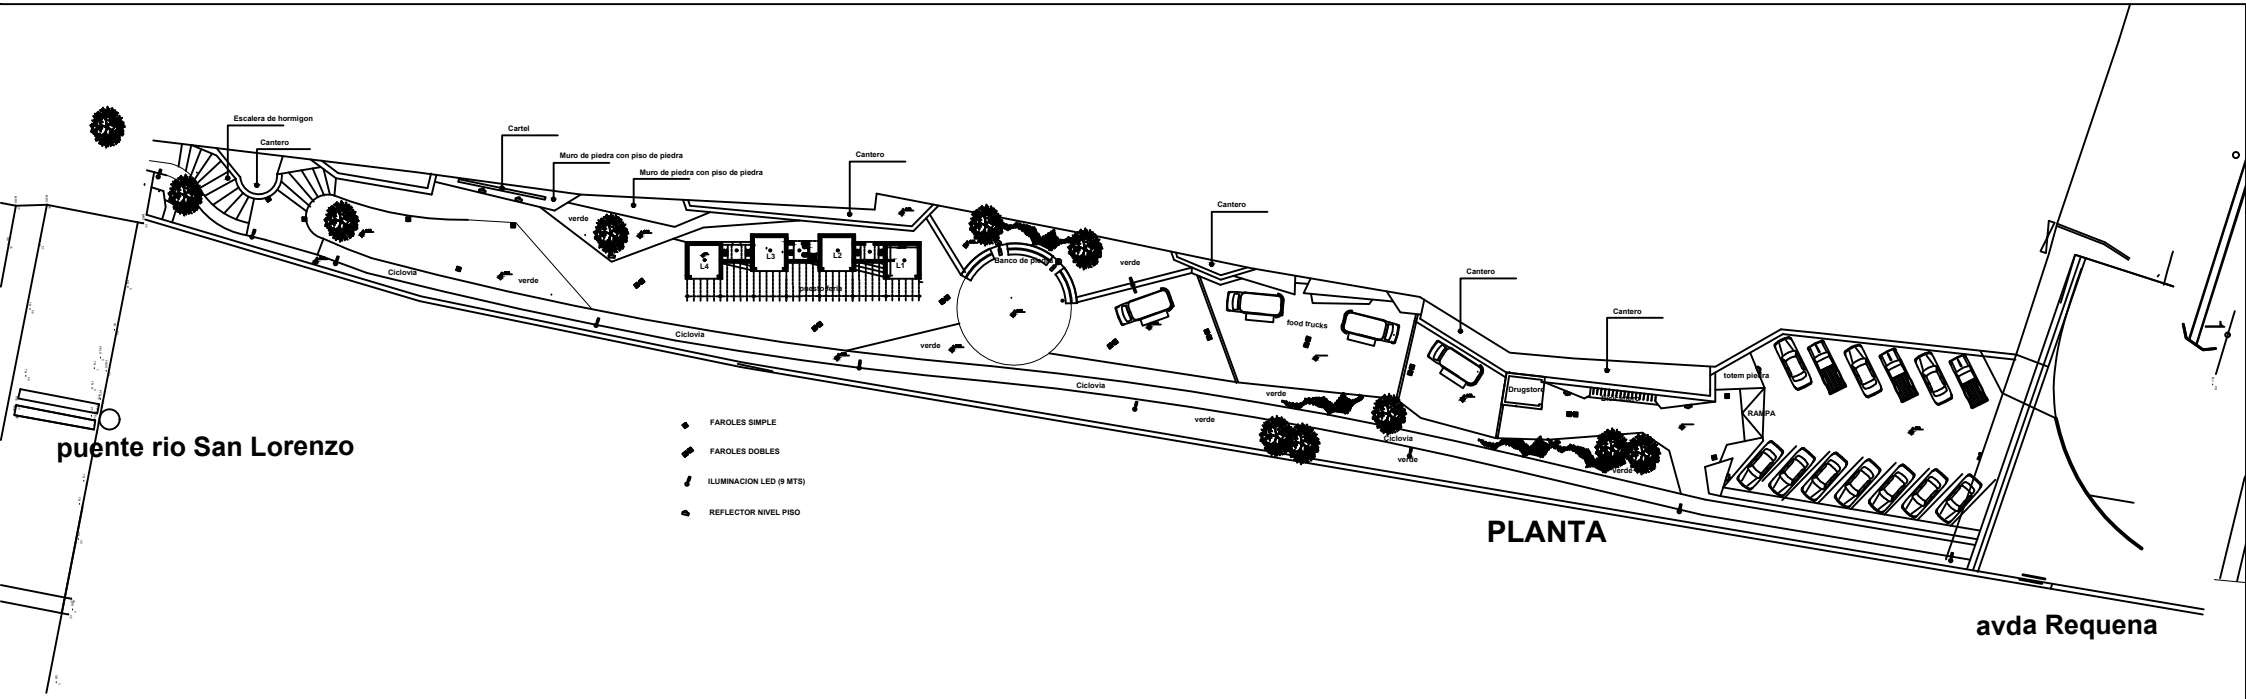 Escalera de hormigon
Cantero
Cartel
Muro de piedra con piso de piedra
Muro de piedra con piso de piedra
Cantero
Cantero
Cantero
Cantero
verde
L4
L3
L2
L1
puesto feria
Banco de piedra
verde
food trucks
Ciclovia
verde
Ciclovia
verde
Ciclovia
verde
verde
Drugstore
totem piedra
RAMPA
Ciclovia
verde
verde
puente rio San Lorenzo
FAROLES SIMPLE
FAROLES DOBLES
ILUMINACION LED (9 MTS)
REFLECTOR NIVEL PISO
PLANTA
avda Requena